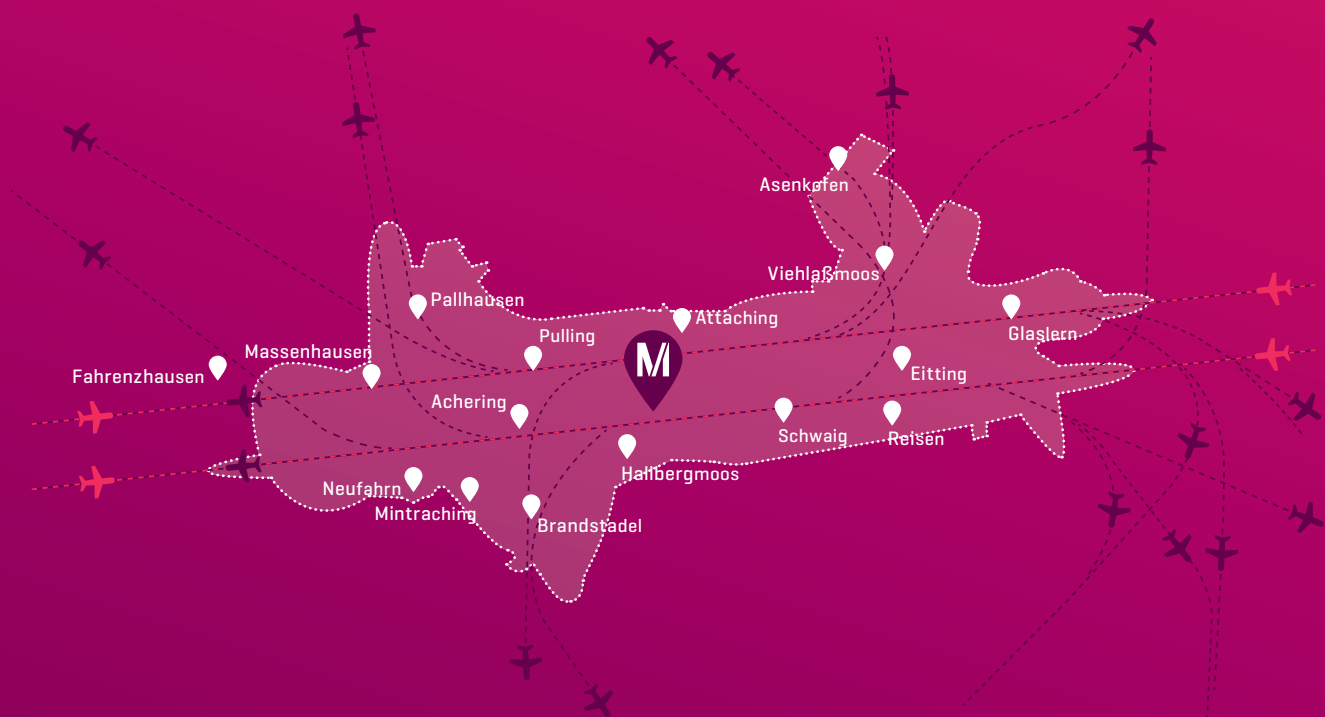 Asenkofen
Viehlaßmoos
Pallhausen
Attaching
Glaslern
Pulling
Massenhausen
M
Fahrenzhausen
Eitting
Achering
Schwaig
Reisen
Hallbergmoos
Neufahrn
Mintraching
Brandstadel